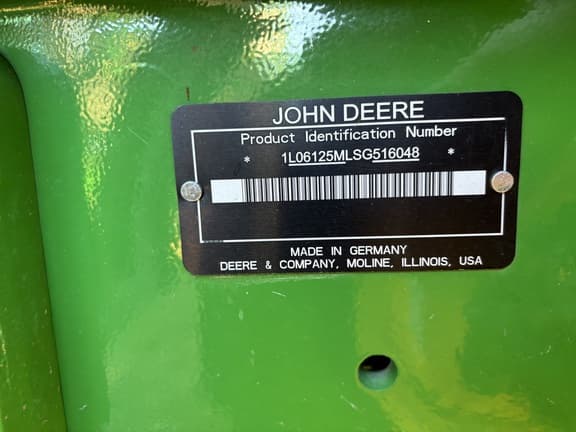 JOHN DEERE
Product Identification Number
* 1L06125MLSG516048 *
MADE IN GERMANY
DEERE & COMPANY, MOLINE, ILLINOIS, USA